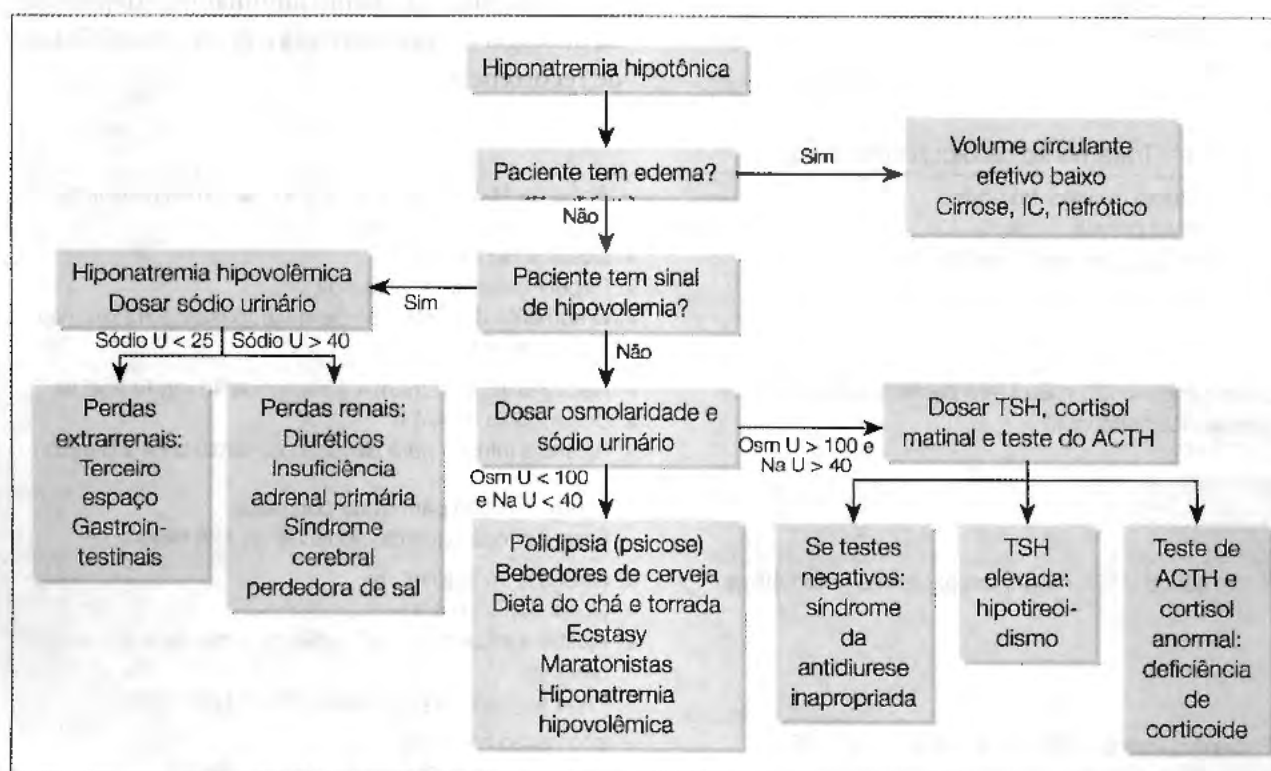 Hiponatremia hipotônica
Paciente tem edema?
Sim
Volume circulante
efetivo baixo
Cirrose, IC, nefrótico
Não
Paciente tem sinal
de hipovolemia?
Sim
Hiponatremia hipovolêmica
Dosar sódio urinário
Sódio U < 25
Sódio U > 40
Perdas
extrarrenais:
Terceiro
espaço
Gastroin-
testinais
Perdas renais:
Diuréticos
Insuficiência
adrenal primária
Síndrome
cerebral
perdedora de sal
Não
Dosar osmolaridade e
sódio urinário
Osm U > 100 e
Na U > 40
Dosar TSH, cortisol
matinal e teste do ACTH
Osm U < 100
e Na U < 40
Polidipsia (psicose)
Bebedores de cerveja
Dieta do chá e torrada
Ecstasy
Maratonistas
Hiponatremia
hipovolêmica
Se testes
negativos:
síndrome
da
antidiurese
inapropriada
TSH
elevada:
hipotireoi-
dismo
Teste de
ACTH e
cortisol
anormal:
deficiência
de
corticoide